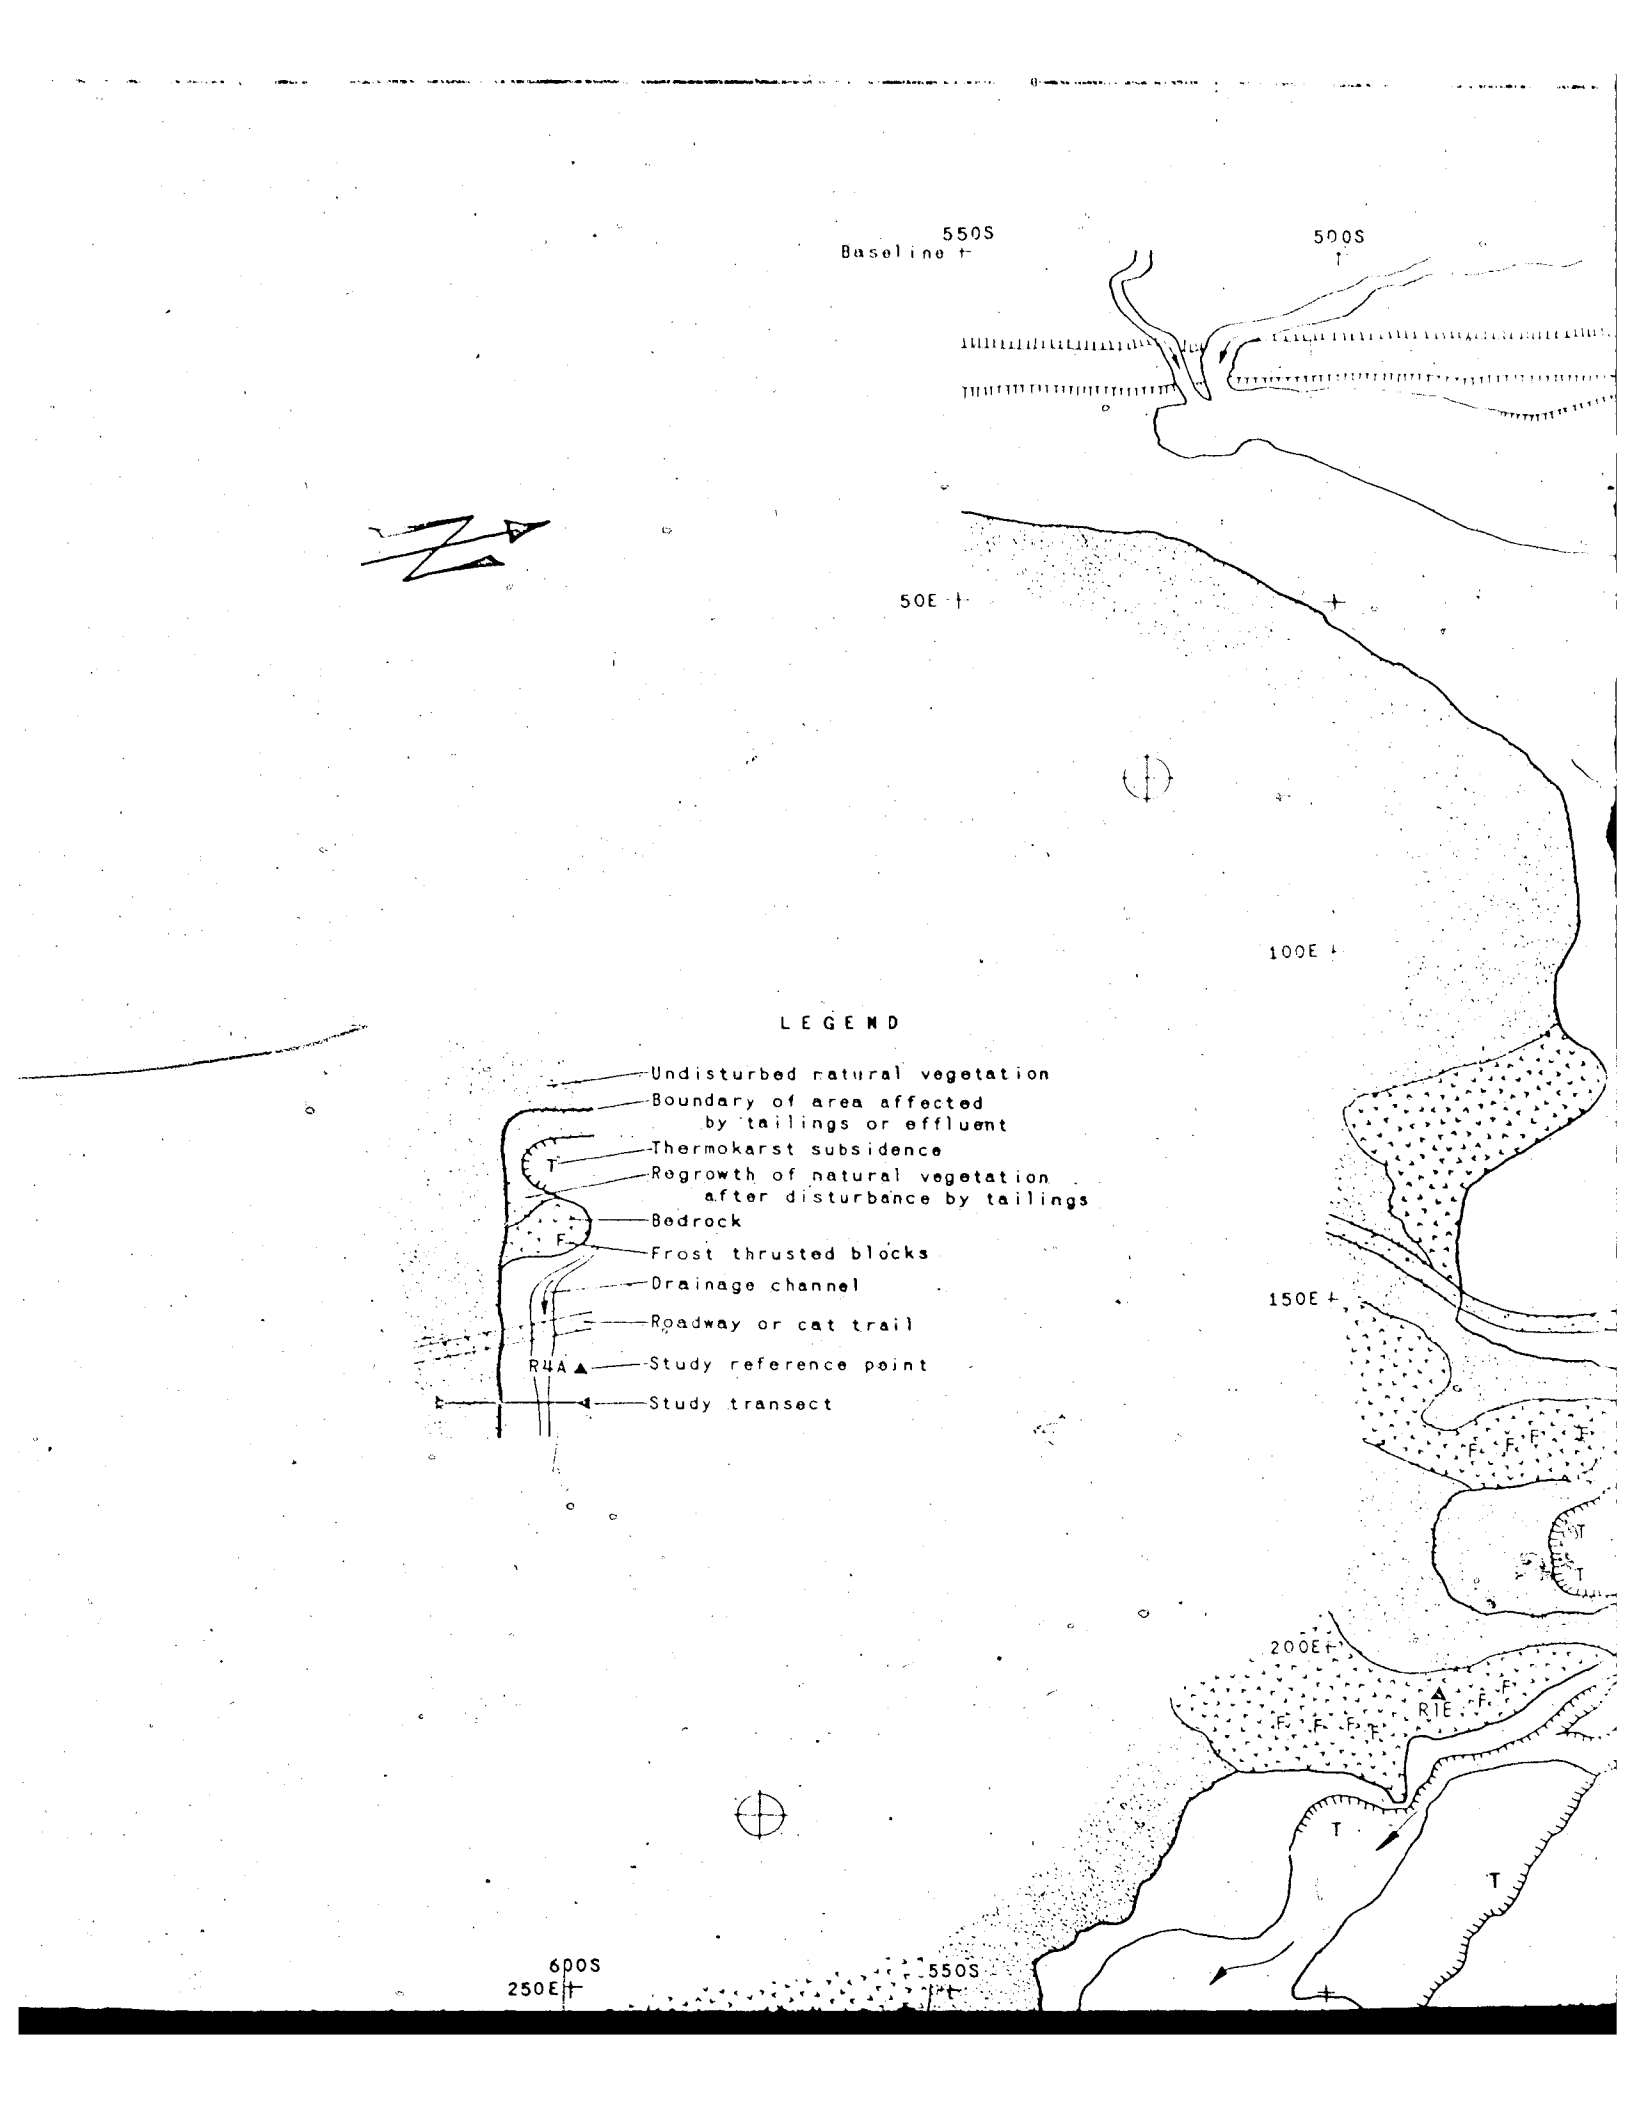 550S
500S
Baseline
50E
100E
LEGEND
Undisturbed natural vegetation
Boundary of area affected
by tailings or effluent
Thermokarst subsidence
T
Regrowth of natural vegetation
after disturbance by tailings
Bedrock
F
Frost thrusted blocks
Drainage channel
150E
Roadway or cat trail
R4A
Study reference point
Study transect
F F F F
T
T
200E
R1E F F
F F F F
T
T
600S
550S
250E